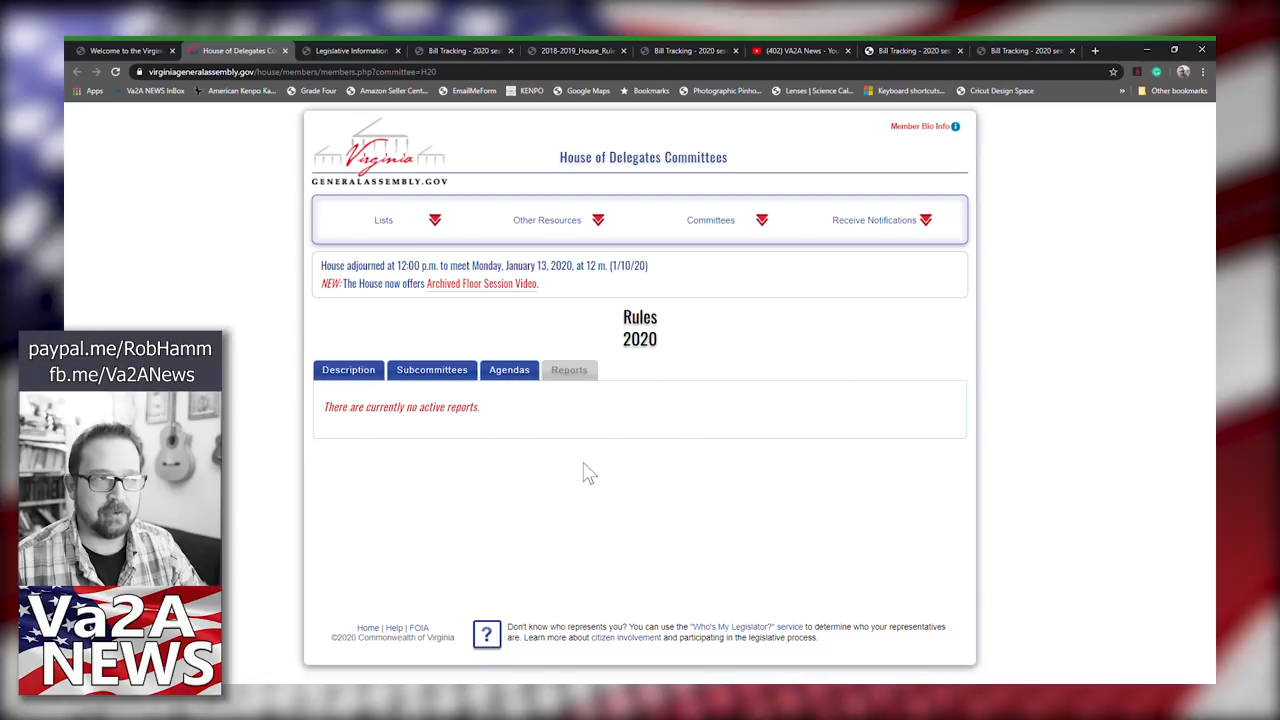 Welcome to the Virgini
House of Delegates Co
Legislative Information
Bill Tracking - 2020 ses
2018-2019_House_Rule
Bill Tracking - 2020 ses
(402) VA2A News - You
Bill Tracking - 2020 ses
Bill Tracking - 2020 ses
virginiageneralassembly.gov/house/members/members.php?committee=H20
Apps
Va2A NEWS InBox
American Kenpo Ka...
Grade Four
Amazon Seller Cent...
EmailMeForm
KENPO
Google Maps
Bookmarks
Photographic Pinho...
Lenses | Science Cal...
Keyboard shortcuts...
Cricut Design Space
»
Other bookmarks
Member Bio Info
Virginia
GENERALASSEMBLY.GOV
House of Delegates Committees
Lists
Other Resources
Committees
Receive Notifications
House adjourned at 12:00 p.m. to meet Monday, January 13, 2020, at 12 m. (1/10/20)
NEW: The House now offers Archived Floor Session Video.
Rules
2020
Description
Subcommittees
Agendas
Reports
There are currently no active reports.
paypal.me/RobHamm
fb.me/Va2ANews
Va2A
NEWS
Home | Help | FOIA
©2020 Commonwealth of Virginia
?
Don't know who represents you? You can use the "Who's My Legislator?" service to determine who your representatives
are. Learn more about citizen involvement and participating in the legislative process.